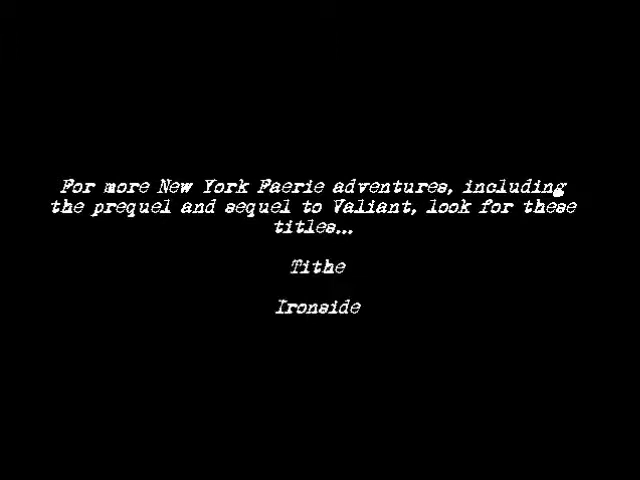 For more New York Faerie adventures, including
the prequel and sequel to Valiant, look for these
titles...
Tithe
Ironside